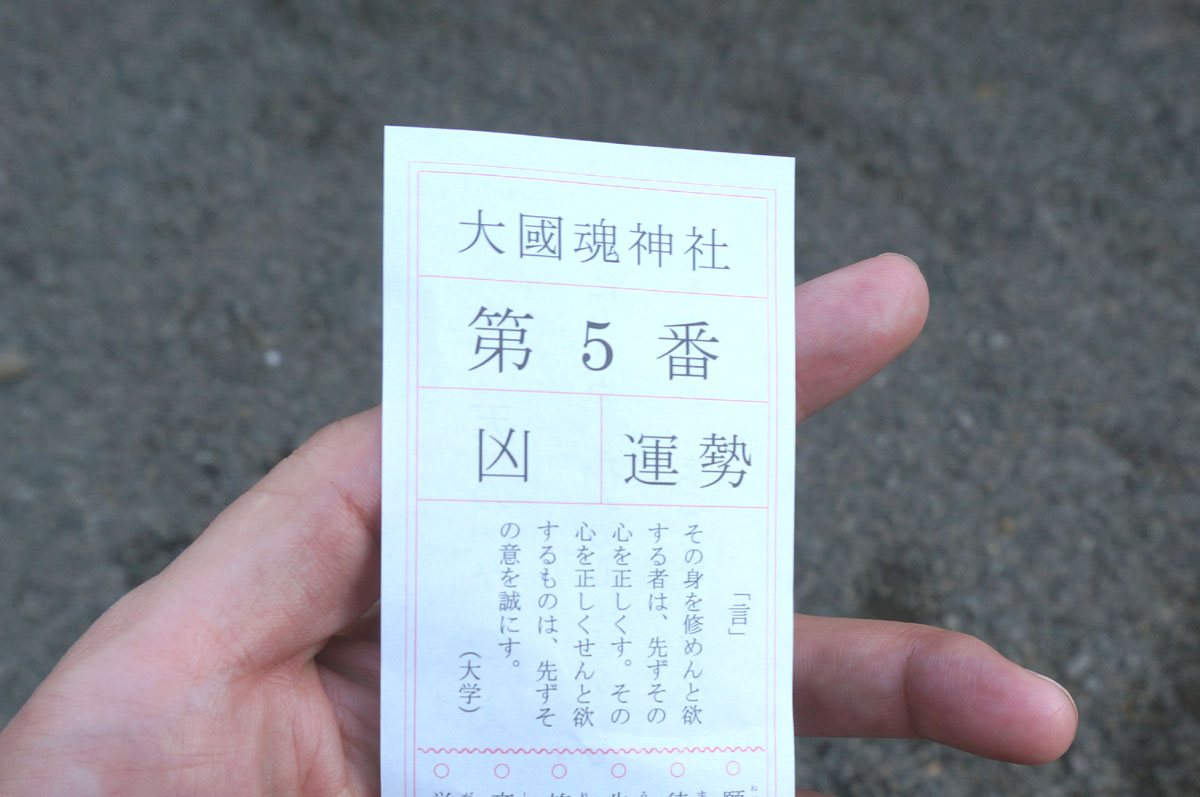 大國魂神社
第5番
凶
運勢
「言」
その身を修めんと欲
する者は、先ずその
心を正しくす。その
心を正しくせんと欲
するものは、先ずそ
の意を誠にす。
（大学）